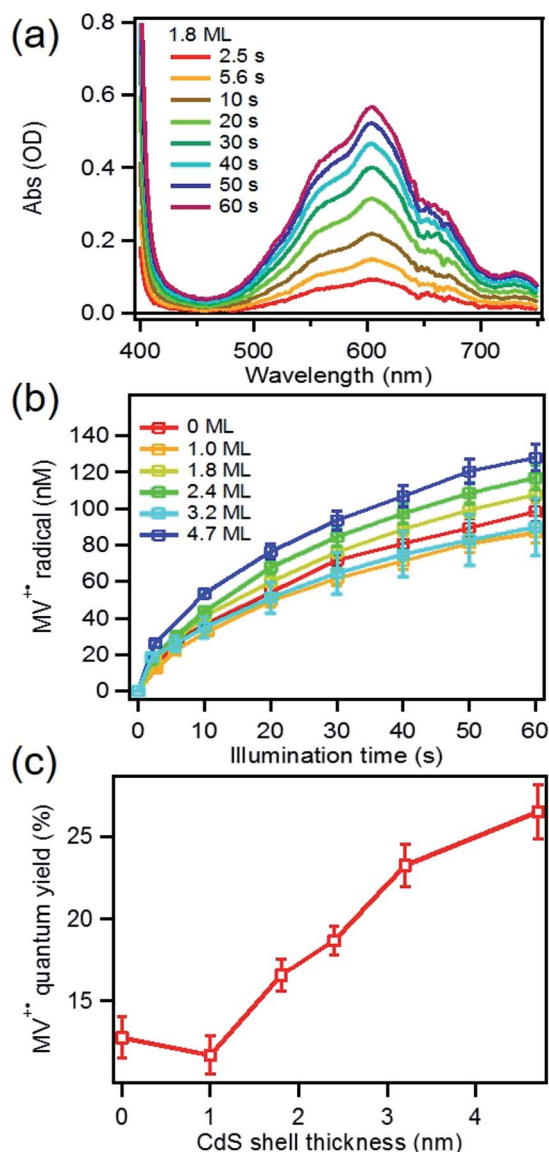 (a)
0.8
0.6
0.4
0.2
0.0
Abs (OD)
1.8 ML
2.5 s
5.6 s
10 s
20 s
30 s
40 s
50 s
60 s
400
500
600
700
Wavelength (nm)
(b)
140
120
100
80
60
40
20
0
MV⁺• radical (nM)
0 ML
1.0 ML
1.8 ML
2.4 ML
3.2 ML
4.7 ML
0
10
20
30
40
50
60
Illumination time (s)
(c)
25
20
15
MV⁺• quantum yield (%)
0
1
2
3
4
CdS shell thickness (nm)